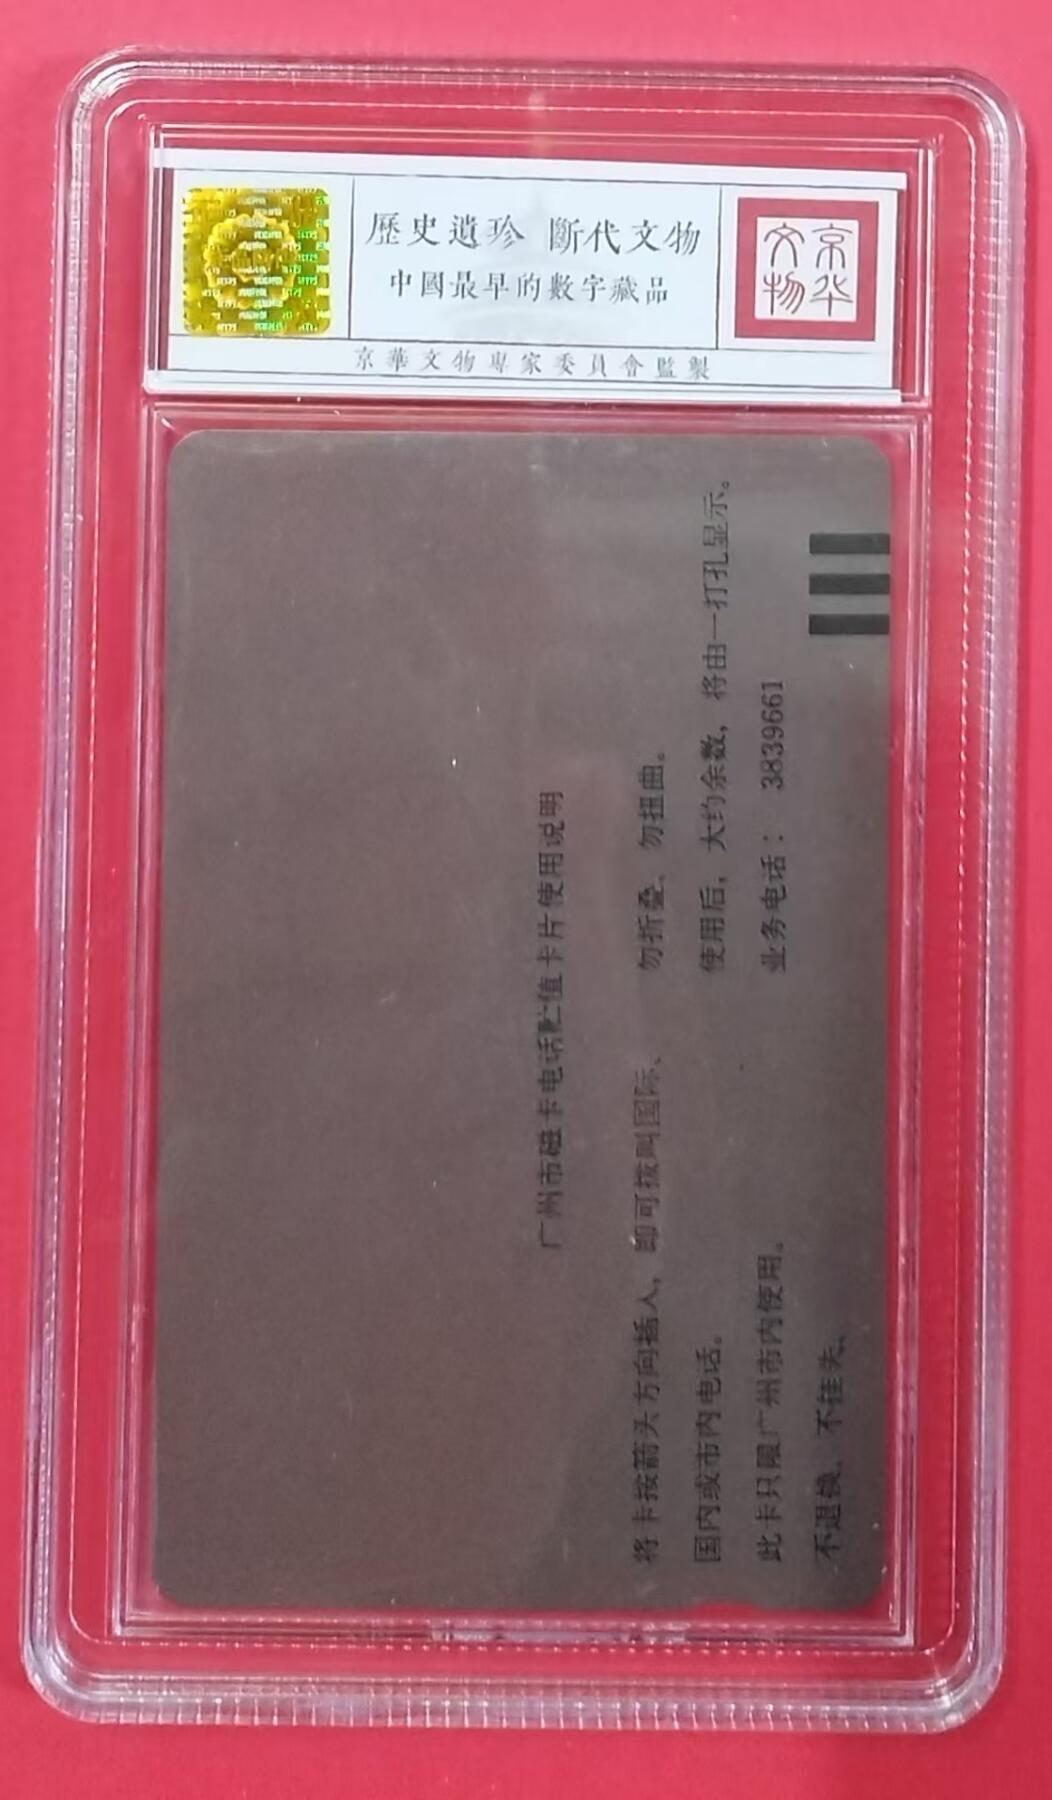 歷史遺珍 斷代文物
中國最早的數字藏品
京华文物
京華文物專家委員會監製
广州市磁卡电话贮值卡片使用说明
将卡按箭头方向插入，即可拨叫国际、
国内或市内电话。
此卡只限广州市内使用。
不退换、不挂失、
勿折叠、勿扭曲。
使用后，大约余数，将由一打孔显示。
业务电话： 3839661